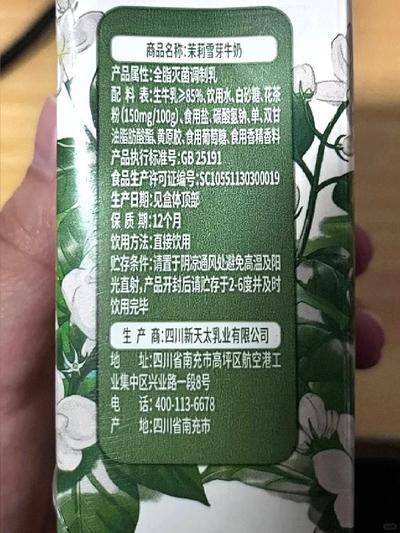 商品名称:茉莉雪芽牛奶
产品属性:全脂灭菌调制乳
配 料 表:生牛乳≥85%、饮用水、白砂糖、花茶
粉(150mg/100g)、食用盐、碳酸氢钠、单,双甘
油脂肪酸酯、黄原胶、食用葡萄糖、食用香精香料
产品执行标准号:GB 25191
食品生产许可证编号:SC10551130300019
生产日期:见盒体顶部
保 质 期:12个月
饮用方法:直接饮用
贮存条件:请置于阴凉通风处避免高温及阳
光直射,产品开封后请贮存于2-6度并及时
饮用完毕
生 产 商:四川新天太乳业有限公司
地 址:四川省南充市高坪区航空港工
业集中区兴业路一段8号
电 话:400-113-6678
产 地:四川省南充市